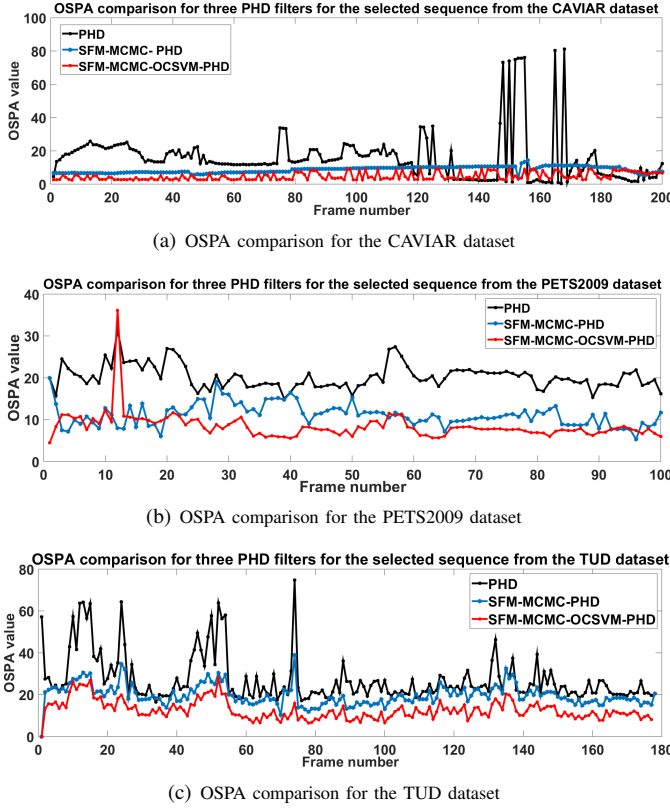 OSPA comparison for three PHD filters for the selected sequence from the CAVIAR dataset
100
80
60
40
20
0
OSPA value
PHD
SFM-MCMC- PHD
SFM-MCMC-OCSVM-PHD
0 20 40 60 80 100 120 140 160 180 200
Frame number
(a) OSPA comparison for the CAVIAR dataset
OSPA comparison for three PHD filters for the selected sequence from the PETS2009 dataset
40
30
20
10
0
OSPA value
PHD
SFM-MCMC-PHD
SFM-MCMC-OCSVM-PHD
0 10 20 30 40 50 60 70 80 90 100
Frame number
(b) OSPA comparison for the PETS2009 dataset
OSPA comparison for three PHD filters for the selected sequence from the TUD dataset
80
60
40
20
0
OSPA value
PHD
SFM-MCMC-PHD
SFM-MCMC-OCSVM-PHD
0 20 40 60 80 100 120 140 160 180
Frame number
(c) OSPA comparison for the TUD dataset